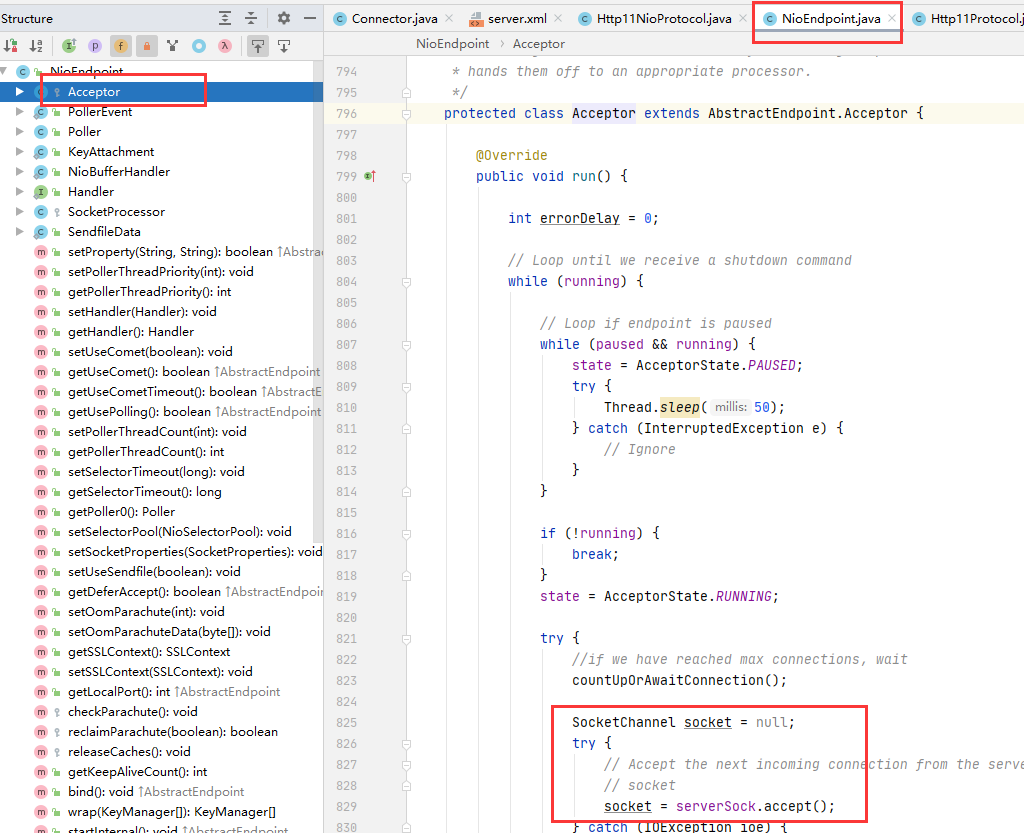 Structure
NioEndpoint
Acceptor
PollerEvent
Poller
KeyAttachment
NioBufferHandler
Handler
SocketProcessor
SendfileData
setProperty(String, String): boolean ↑Abstra
setPollerThreadPriority(int): void
getPollerThreadPriority(): int
setHandler(Handler): void
getHandler(): Handler
setUseComet(boolean): void
getUseComet(): boolean ↑AbstractEndpoint
getUseCometTimeout(): boolean ↑AbstractE
getUsePolling(): boolean ↑AbstractEndpoint
setPollerThreadCount(int): void
getPollerThreadCount(): int
setSelectorTimeout(long): void
getSelectorTimeout(): long
getPoller0(): Poller
setSelectorPool(NioSelectorPool): void
setSocketProperties(SocketProperties): void
setUseSendfile(boolean): void
getDeferAccept(): boolean ↑AbstractEndpoin
setOomParachute(int): void
setOomParachuteData(byte[]): void
getSSLContext(): SSLContext
setSSLContext(SSLContext): void
getLocalPort(): int ↑AbstractEndpoint
checkParachute(): void
reclaimParachute(boolean): boolean
releaseCaches(): void
getKeepAliveCount(): int
bind(): void ↑AbstractEndpoint
wrap(KeyManager[]): KeyManager[]
startInternal(): void ↑AbstractEndpoint
Connector.java server.xml Http11NioProtocol.java NioEndpoint.java Http11Protocol.j
NioEndpoint > Acceptor
794 * hands them off to an appropriate processor.
795 */
796 protected class Acceptor extends AbstractEndpoint.Acceptor {
797
798 @Override
799 public void run() {
800
801 int errorDelay = 0;
802
803 // Loop until we receive a shutdown command
804 while (running) {
805
806 // Loop if endpoint is paused
807 while (paused && running) {
808 state = AcceptorState.PAUSED;
809 try {
810 Thread.sleep( millis: 50);
811 } catch (InterruptedException e) {
812 // Ignore
813 }
814 }
815
816 if (!running) {
817 break;
818 }
819 state = AcceptorState.RUNNING;
820
821 try {
822 //if we have reached max connections, wait
823 countUpOrAwaitConnection();
824
825 SocketChannel socket = null;
826 try {
827 // Accept the next incoming connection from the serve
828 // socket
829 socket = serverSock.accept();
830 } catch (IOException ioe) {